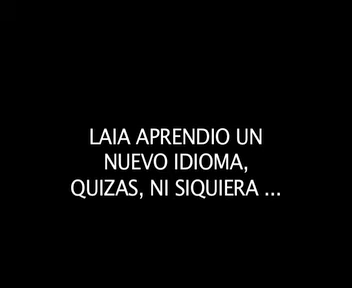 LAIA APRENDIO UN
NUEVO IDIOMA,
QUIZAS, NI SIQUIERA ...